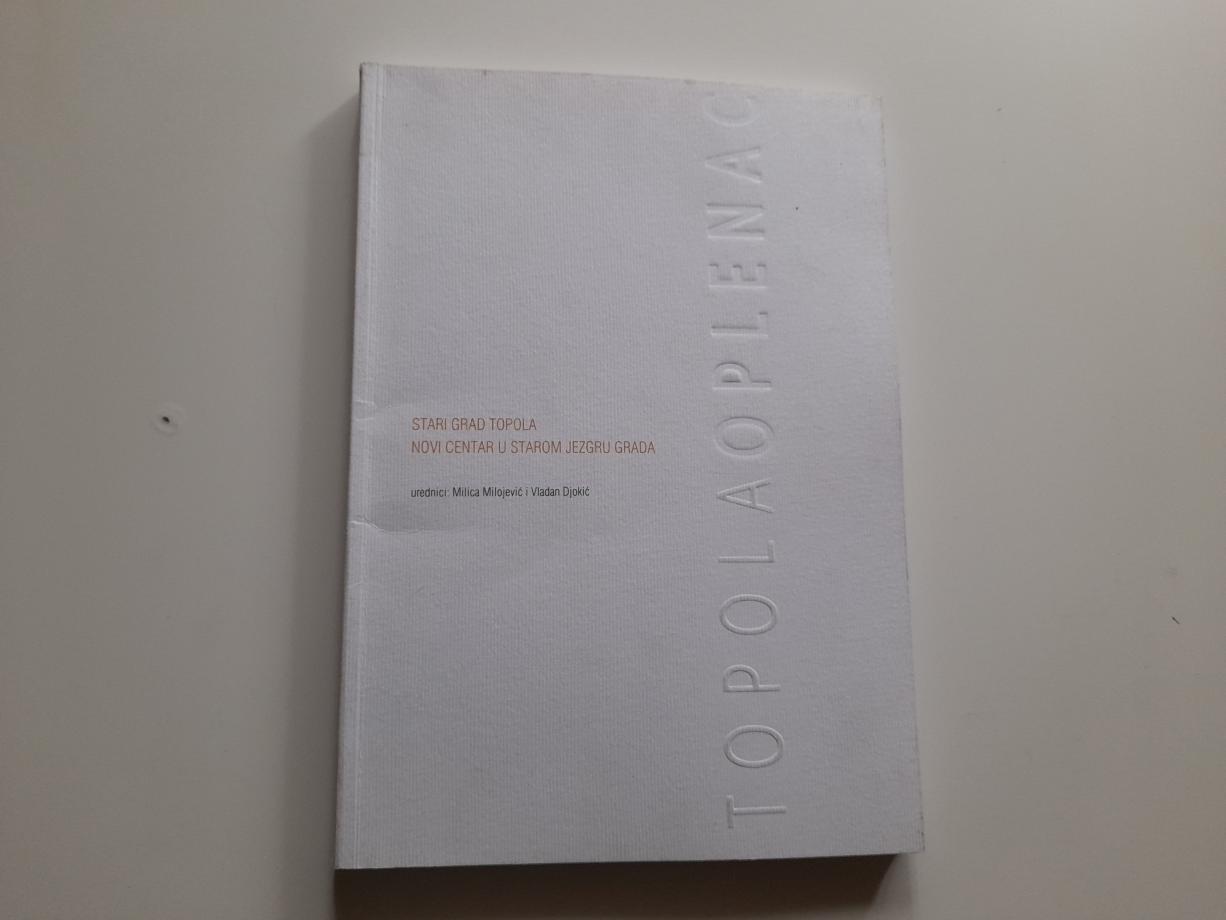 STARI GRAD TOPOLA
NOVI CENTAR U STAROM JEZGRU GRADA
urednici: Milica Milojević i Vladan Djokić
TOPOLAOPLENAC